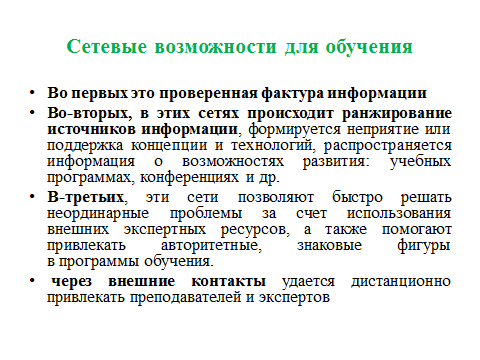 Сетевые возможности для обучения
• Во первых это проверенная фактура информации
• Во-вторых, в этих сетях происходит ранжирование
источников информации, формируется неприятие или
поддержка концепции и технологий, распространяется
информация о возможностях развития: учебных
программах, конференциях и др.
• В-третьих, эти сети позволяют быстро решать
неординарные проблемы за счет использования
внешних экспертных ресурсов, а также помогают
привлекать авторитетные, знаковые фигуры
в программы обучения.
• через внешние контакты удается дистанционно
привлекать преподавателей и экспертов